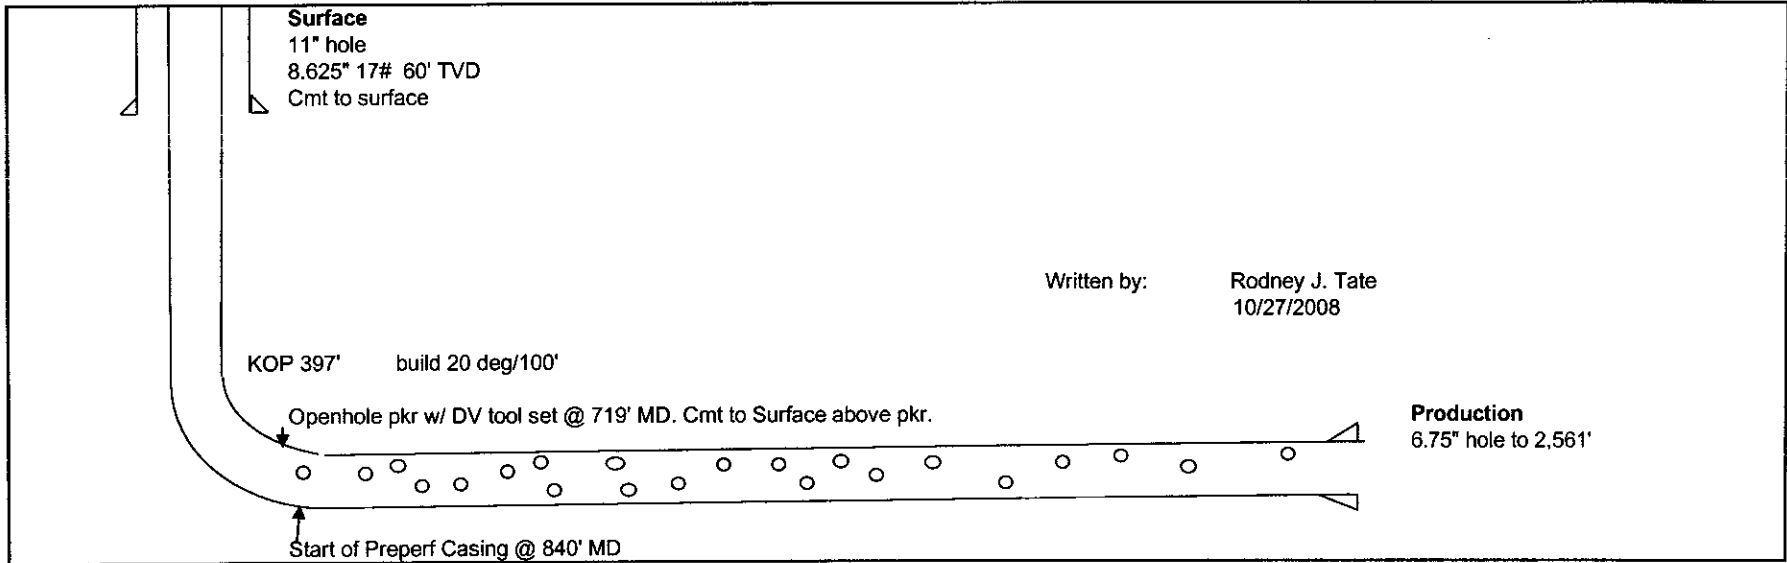 Surface
11" hole
8.625" 17# 60' TVD
Cmt to surface
Written by: Rodney J. Tate
10/27/2008
KOP 397' build 20 deg/100'
Openhole pkr w/ DV tool set @ 719' MD. Cmt to Surface above pkr.
Production
6.75" hole to 2,561'
Start of Preperf Casing @ 840' MD